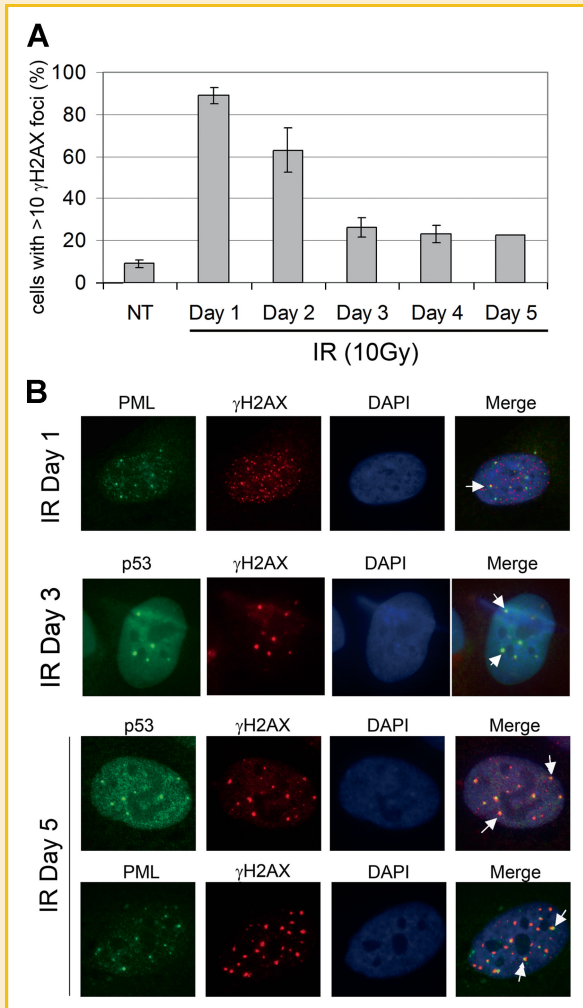 A
cells with >10 γH2AX foci (%)
100
80
60
40
20
0
NT Day 1 Day 2 Day 3 Day 4 Day 5
IR (10Gy)
B
IR Day 1
PML γH2AX DAPI Merge
IR Day 3
p53 γH2AX DAPI Merge
IR Day 5
p53 γH2AX DAPI Merge
PML γH2AX DAPI Merge